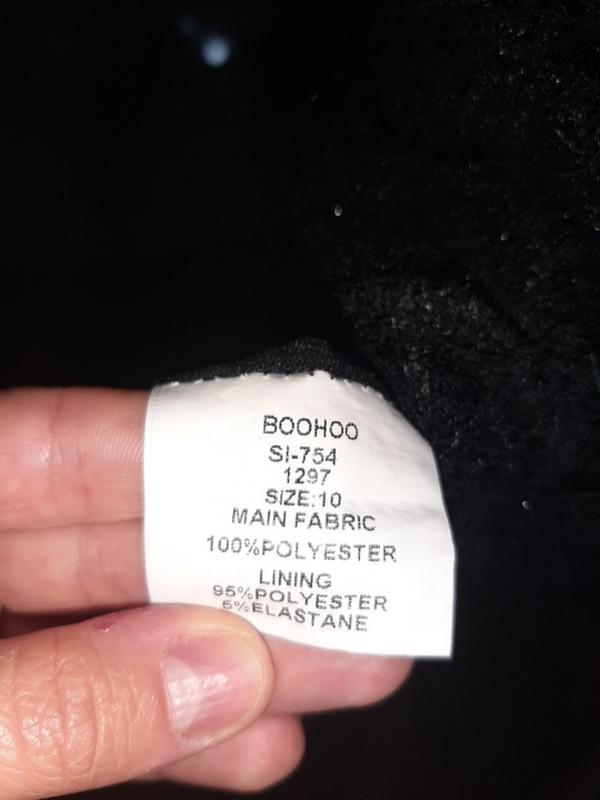 BOOHOO
SI-754
1297
SIZE:10
MAIN FABRIC
100%POLYESTER
LINING
95%POLYESTER
5%ELASTANE